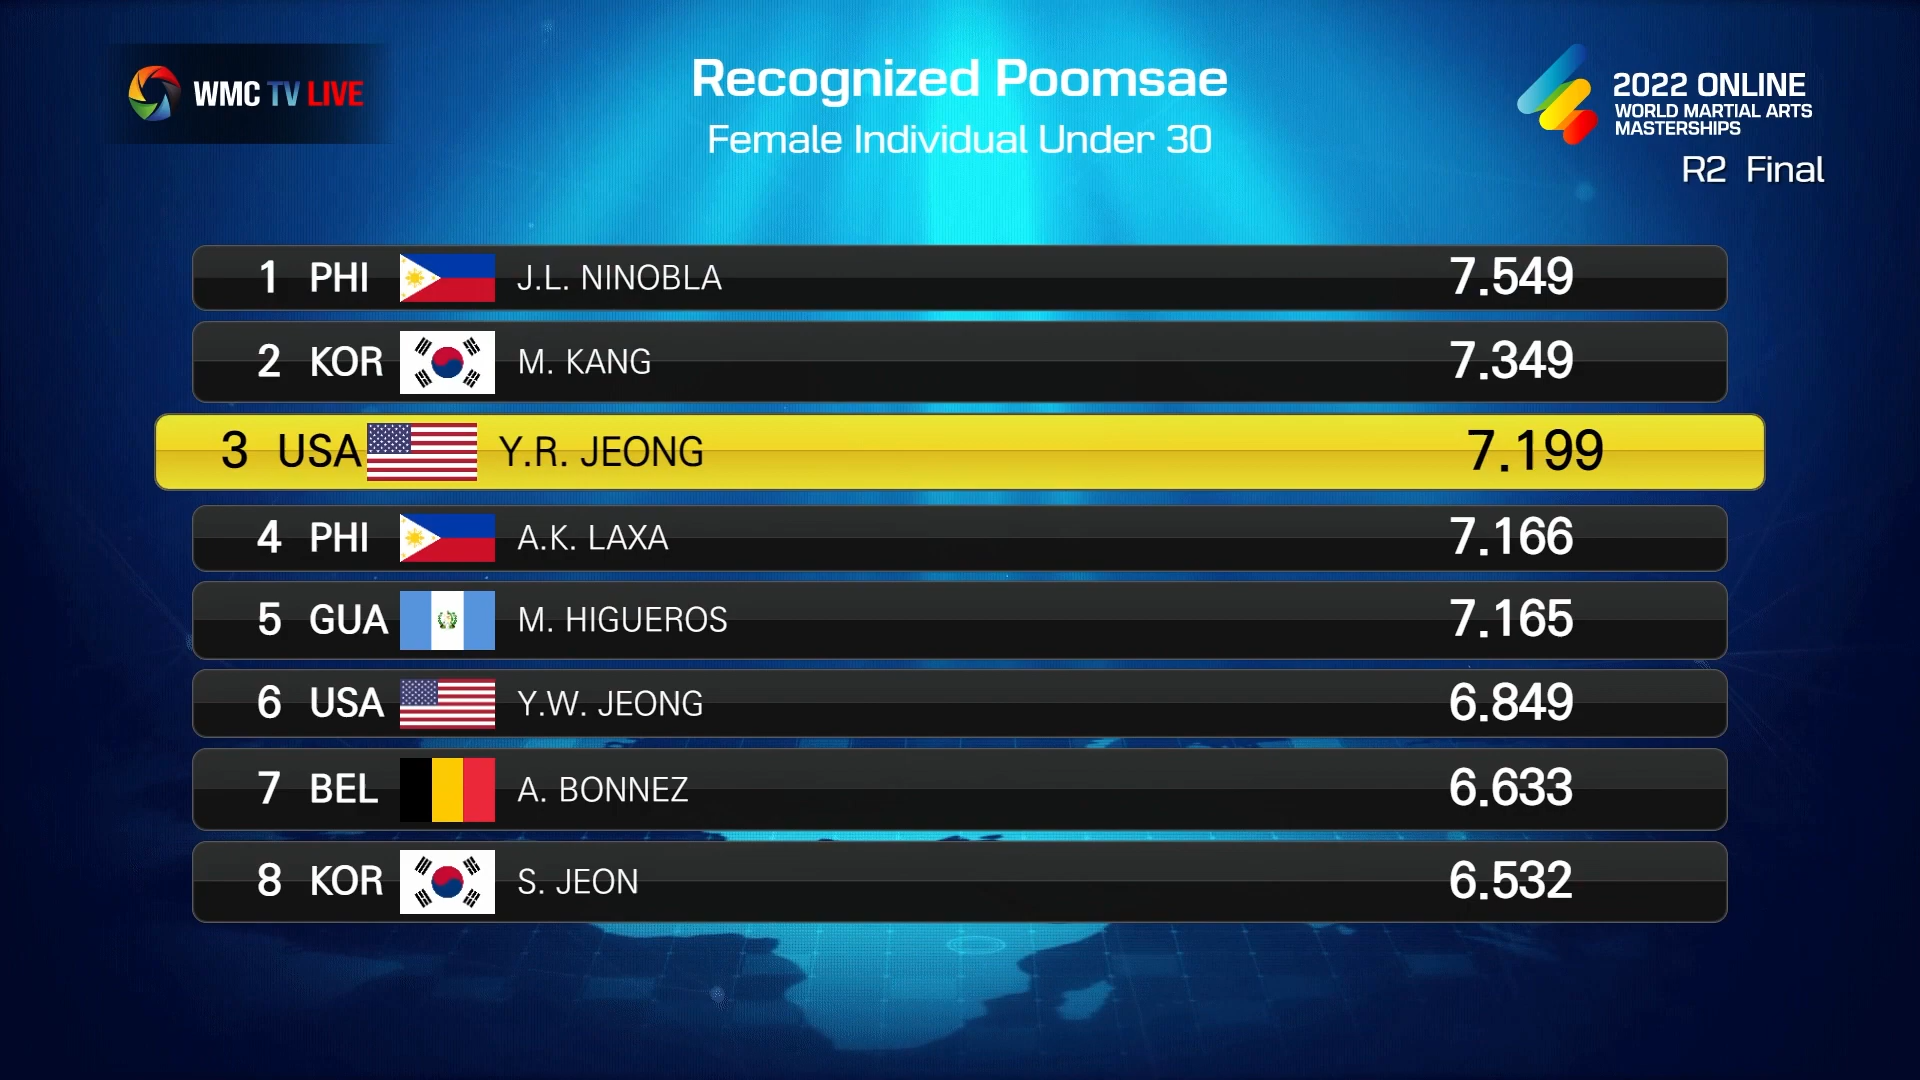 WMC TV LIVE
Recognized Poomsae
Female Individual Under 30
2022 ONLINE
WORLD MARTIAL ARTS
MASTERSHIPS
R2 Final
1 PHI J.L. NINOBLA 7.549
2 KOR M. KANG 7.349
3 USA Y.R. JEONG 7.199
4 PHI A.K. LAXA 7.166
5 GUA M. HIGUEROS 7.165
6 USA Y.W. JEONG 6.849
7 BEL A. BONNEZ 6.633
8 KOR S. JEON 6.532